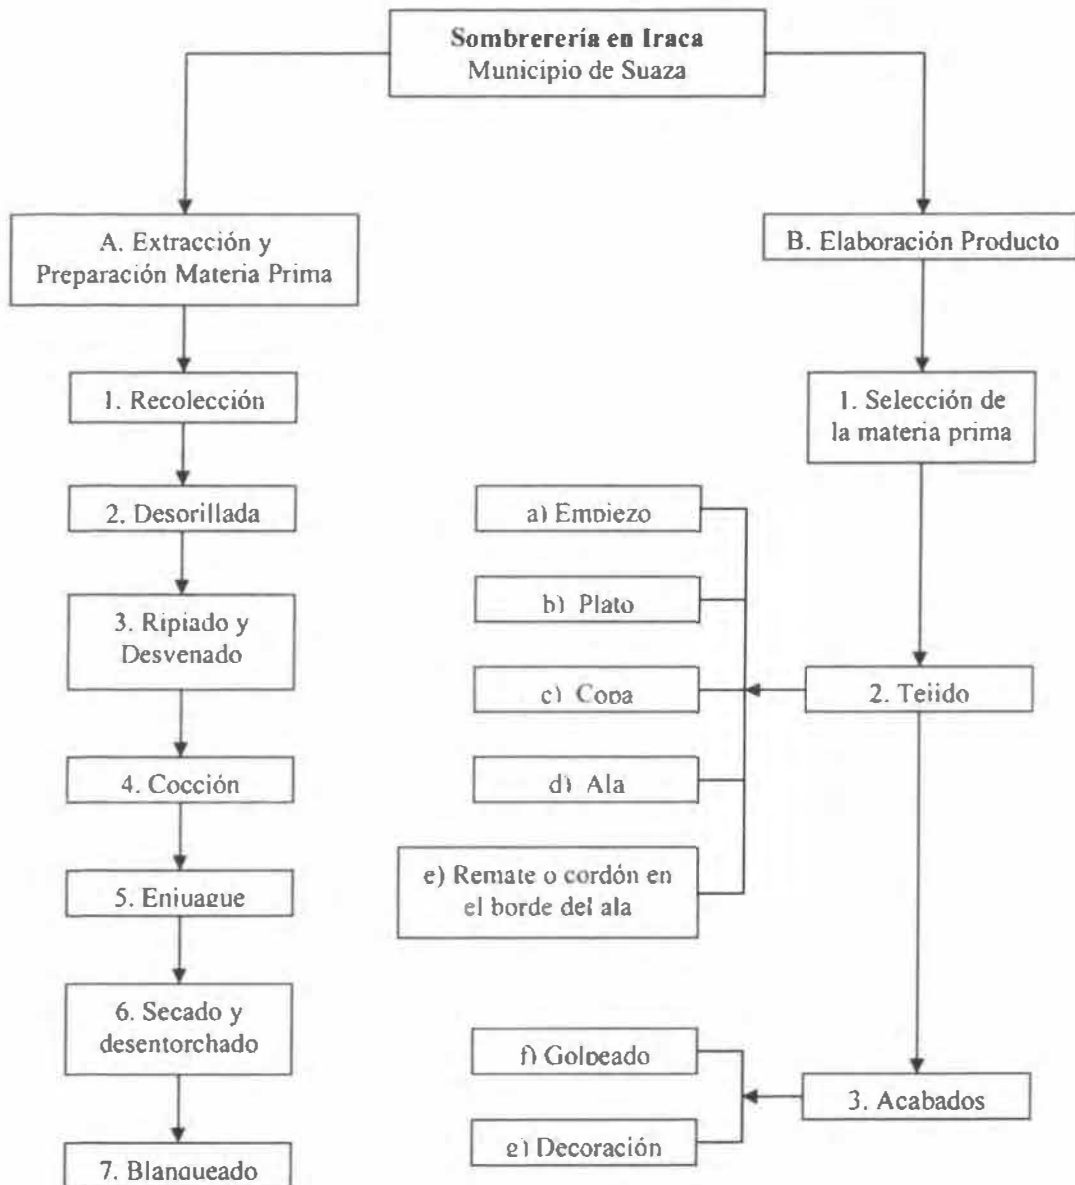 Sombrerería en Iraca
Municipio de Suaza
A. Extracción y
Preparación Materia Prima
1. Recolección
2. Desorillada
3. Ripiado y
Desvenado
4. Cocción
5. Enjuague
6. Secado y
desentorchado
7. Blanqueado
B. Elaboración Producto
1. Selección de
la materia prima
2. Tejido
a) Empiezo
b) Plato
c) Copa
d) Ala
e) Remate o cordón en
el borde del ala
3. Acabados
f) Golpeado
g) Decoración